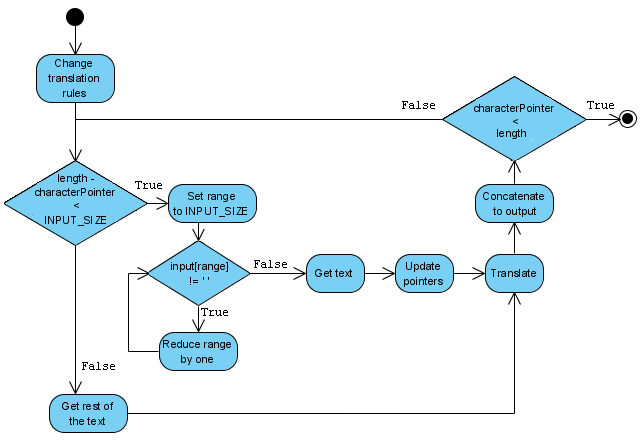 Change
translation
rules
characterPointer
<
length
False
True
length -
characterPointer
<
INPUT_SIZE
True
Set range
to INPUT_SIZE
Concatenate
to output
input[range]
!= ' '
False
Get text
Update
pointers
Translate
True
Reduce range
by one
False
Get rest of
the text